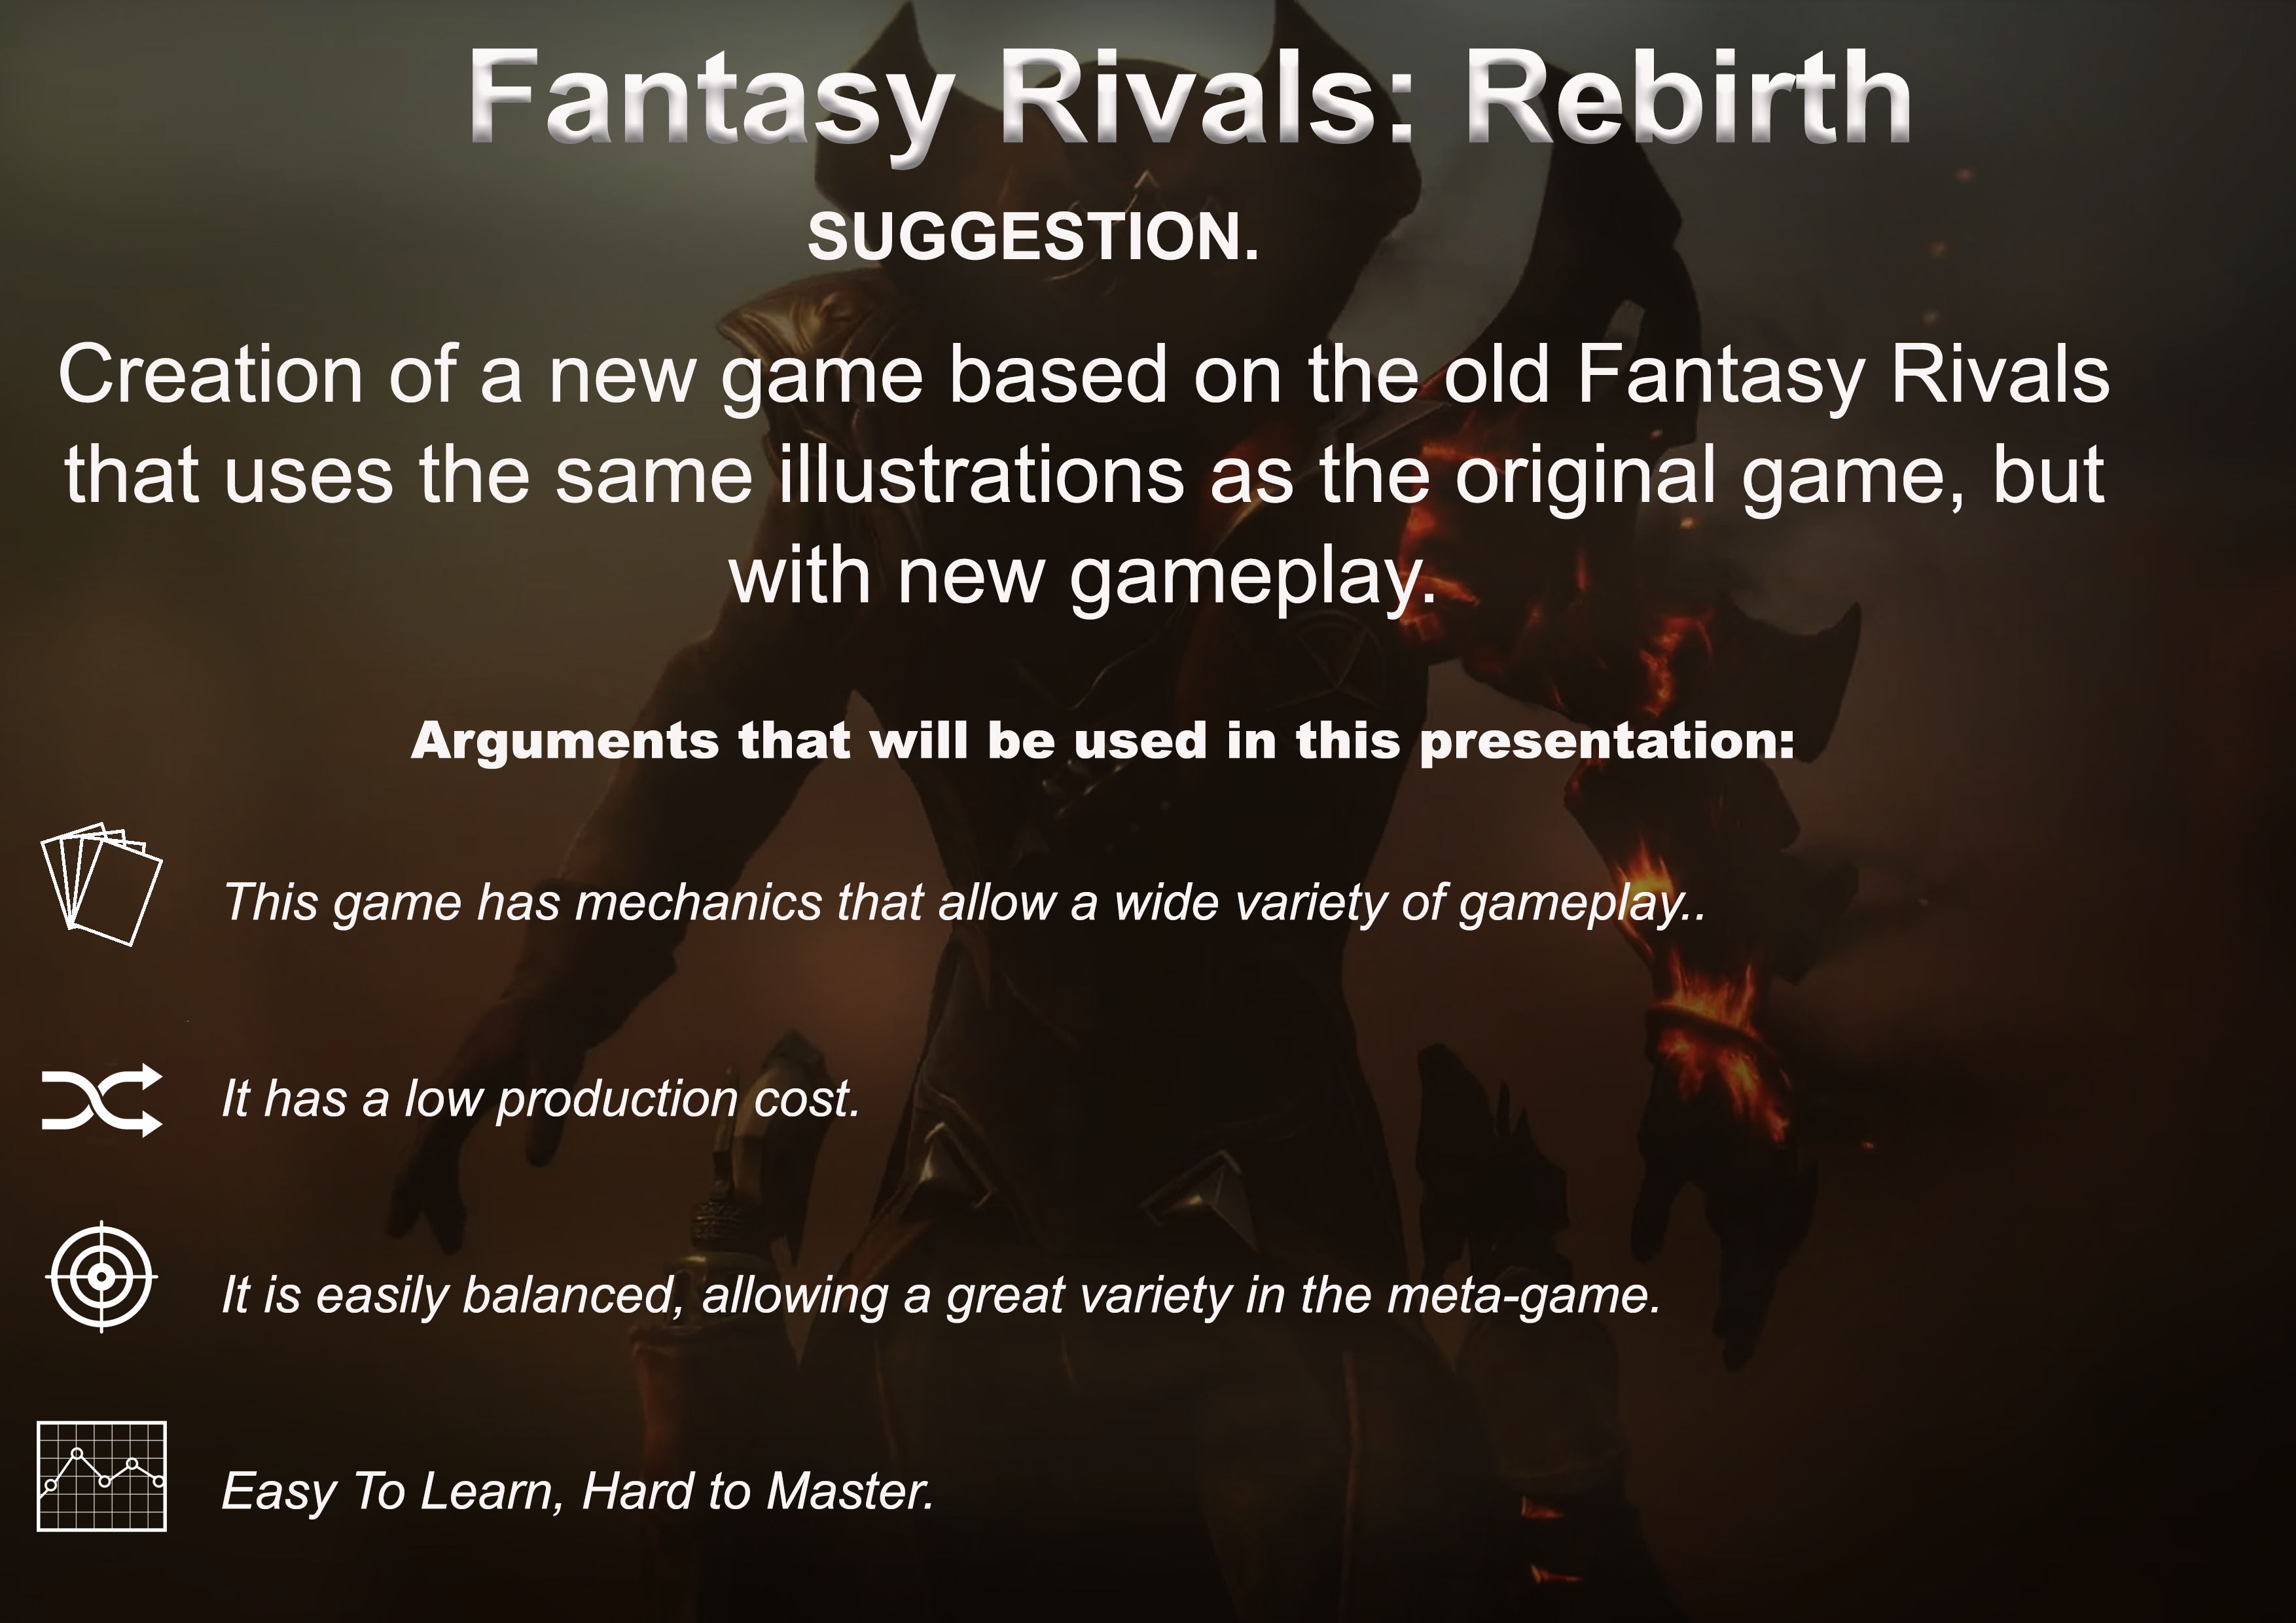 Fantasy Rivals: Rebirth
SUGGESTION.
Creation of a new game based on the old Fantasy Rivals
that uses the same illustrations as the original game, but
with new gameplay.
Arguments that will be used in this presentation:
This game has mechanics that allow a wide variety of gameplay..
It has a low production cost.
It is easily balanced, allowing a great variety in the meta-game.
Easy To Learn, Hard to Master.